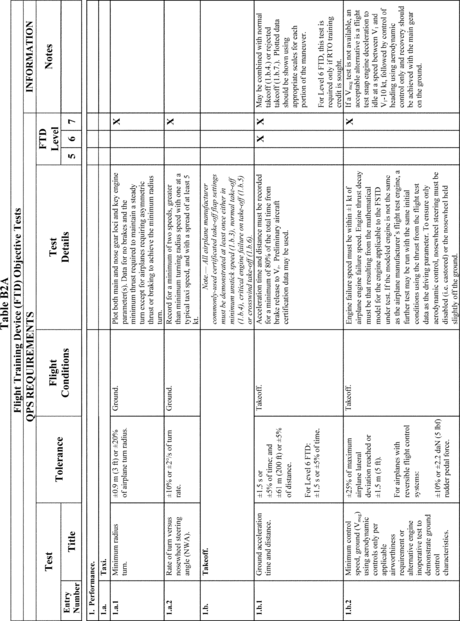 Table B2A
Flight Training Device (FTD) Objective Tests
QPS REQUIREMENTS
INFORMATION
Test
Tolerance
Flight
Conditions
Test
Details
FTD
Level
Notes
Entry
Number
Title
5 6 7
1. Performance.
1.a. Taxi.
1.a.1
Minimum radius
turn.
±0.9 m (3 ft) or ±20%
of airplane turn radius.
Ground.
Plot both main and nose gear loci and key engine
parameter(s). Data for no brakes and the
minimum thrust required to maintain a steady
turn except for airplanes requiring asymmetric
thrust or braking to achieve the minimum radius
turn.
X
1.a.2
Rate of turn versus
nosewheel steering
angle (NWA).
±10% or ±2°/s of turn
rate.
Ground.
Record for a minimum of two speeds, greater
than minimum turning radius speed with one at a
typical taxi speed, and with a spread of at least 5
kt.
X
1.b. Takeoff.
Note.— All airplane manufacturer
commonly-used certificated take-off flap settings
must be demonstrated at least once either in
minimum unstick speed (1.b.3), normal take-off
(1.b.4), critical engine failure on take-off (1.b.5)
or crosswind take-off (1.b.6).
1.b.1
Ground acceleration
time and distance.
±1.5 s or
±5% of time; and
±61 m (200 ft) or ±5%
of distance.
For Level 6 FTD:
±1.5 s or ±5% of time.
Takeoff.
Acceleration time and distance must be recorded
for a minimum of 80% of the total time from
brake release to Vr. Preliminary aircraft
certification data may be used.
X X
May be combined with normal
takeoff (1.b.4.) or rejected
takeoff (1.b.7.). Plotted data
should be shown using
appropriate scales for each
portion of the maneuver.
For Level 6 FTD, this test is
required only if RTO training
credit is sought.
1.b.2
Minimum control
speed, ground (Vmcg)
using aerodynamic
controls only per
applicable
airworthiness
requirement or
alternative engine
inoperative test to
demonstrate ground
control
characteristics.
±25% of maximum
airplane lateral
deviation reached or
±1.5 m (5 ft).
For airplanes with
reversible flight control
systems:
±10% or ±2.2 daN (5 lbf)
rudder pedal force.
Takeoff.
Engine failure speed must be within ±1 kt of
airplane engine failure speed. Engine thrust decay
must be that resulting from the mathematical
model for the engine applicable to the FSTD
under test. If the modeled engine is not the same
as the airplane manufacturer's flight test engine, a
further test may be run with the same initial
conditions using the thrust from the flight test
data as the driving parameter. To ensure only
aerodynamic control, nosewheel steering must be
disabled (i.e. castored) or the nosewheel held
slightly off the ground.
X
If a Vmcg test is not available, an
acceptable alternative is a flight
test snap engine deceleration to
idle at a speed between V1 and
V1-10 kt, followed by control of
heading using aerodynamic
control only and recovery should
be achieved with the main gear
on the ground.